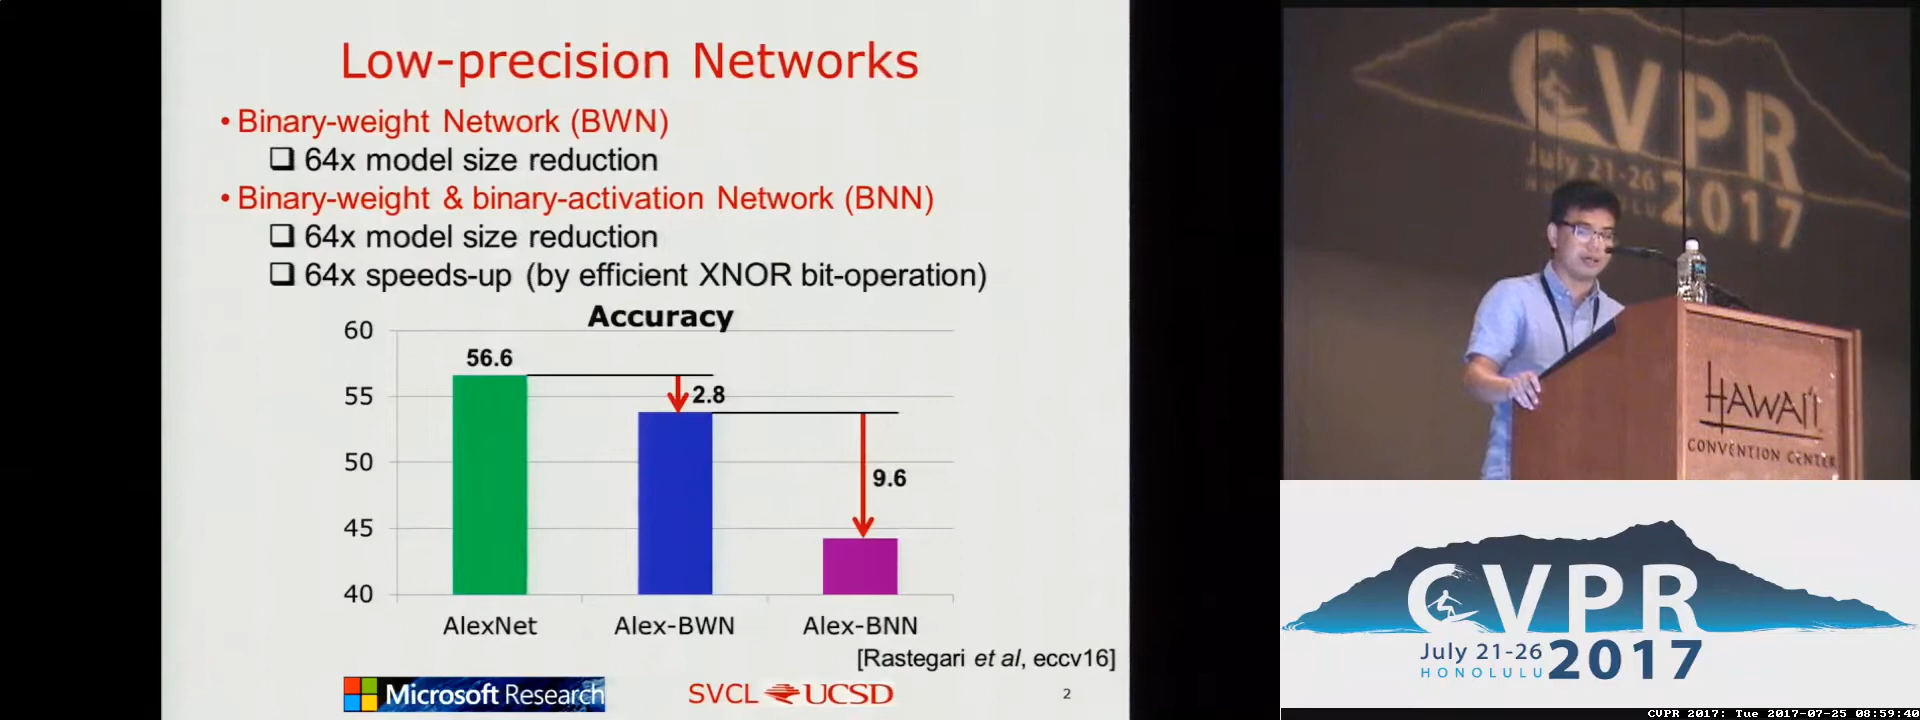 Low-precision Networks
• Binary-weight Network (BWN)
❑ 64x model size reduction
• Binary-weight & binary-activation Network (BNN)
❑ 64x model size reduction
❑ 64x speeds-up (by efficient XNOR bit-operation)
Accuracy
60
55
50
45
40
56.6
2.8
9.6
AlexNet
Alex-BWN
Alex-BNN
[Rastegari et al, eccv16]
Microsoft Research
SVCL UCSD
2
CVPR
July 21-26
HONOLULU
2017
HAWAI'I
CONVENTION CENTER
CVPR
July 21-26
HONOLULU
2017
CVPR 2017: Tue 2017-07-25 08:59:40